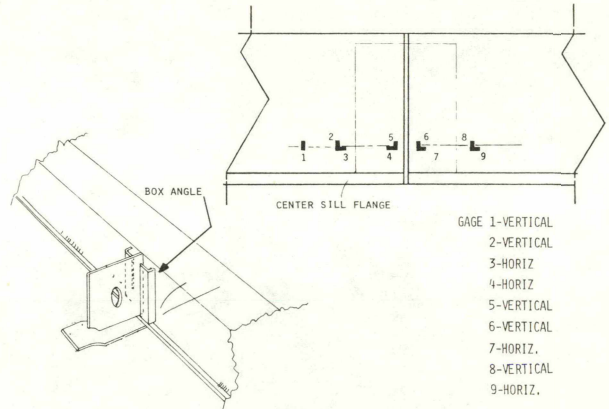 2 5 6 8
1 3 4 7 9
CENTER SILL FLANGE
BOX ANGLE
GAGE 1-VERTICAL
2-VERTICAL
3-HORIZ
4-HORIZ
5-VERTICAL
6-VERTICAL
7-HORIZ.
8-VERTICAL
9-HORIZ.